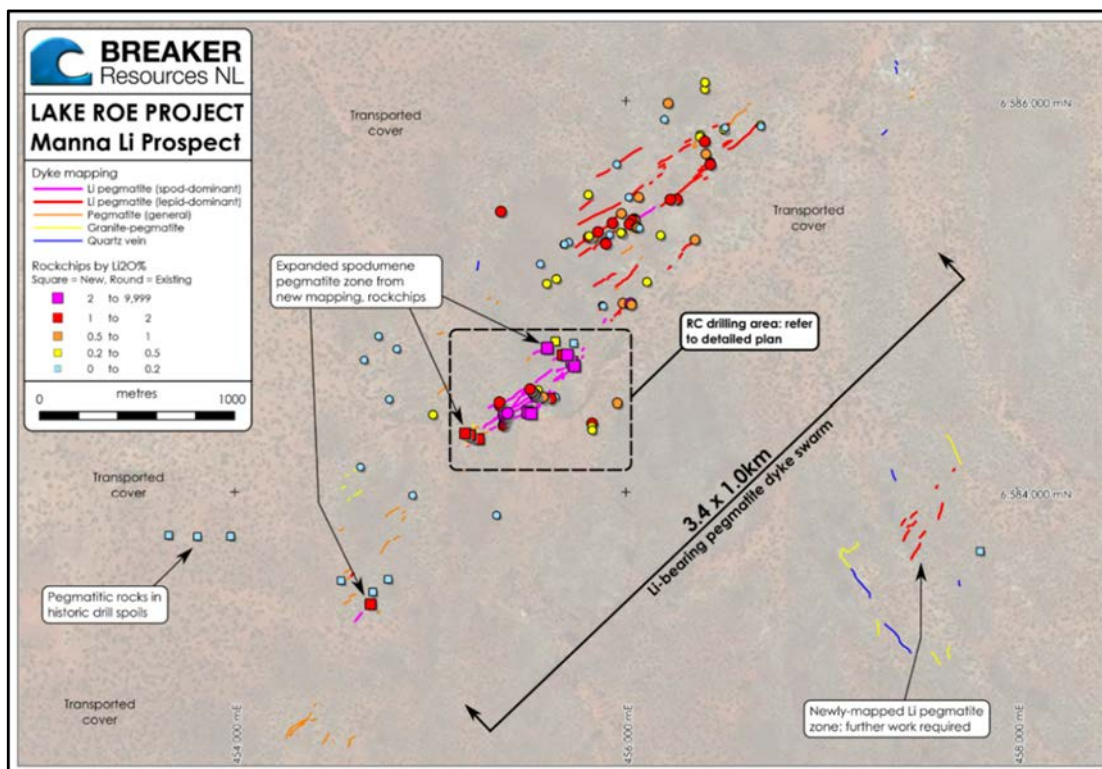 BREAKER
Resources NL
LAKE ROE PROJECT
Manna Li Prospect
Dyke mapping
Li pegmatite (spod-dominant)
Li pegmatite (lepid-dominant)
Pegmatite (general)
Granite-pegmatite
Quartz vein
Rockchips by Li2O%
Square = New, Round = Existing
2 to 9,999
1 to 2
0.5 to 1
0.2 to 0.5
0 to 0.2
metres
0 1000
Transported
cover
6,586,000 mN
Transported
cover
Expanded spodumene
pegmatite zone from
new mapping, rockchips
RC drilling area: refer
to detailed plan
Transported
cover
3.4 x 1.0km
Li-bearing pegmatite dyke swarm
6,584,000 mN
Pegmatitic rocks in
historic drill spoils
Transported
cover
Newly-mapped Li pegmatite
zone: further work required
454,000 mE
456,000 mE
458,000 mE